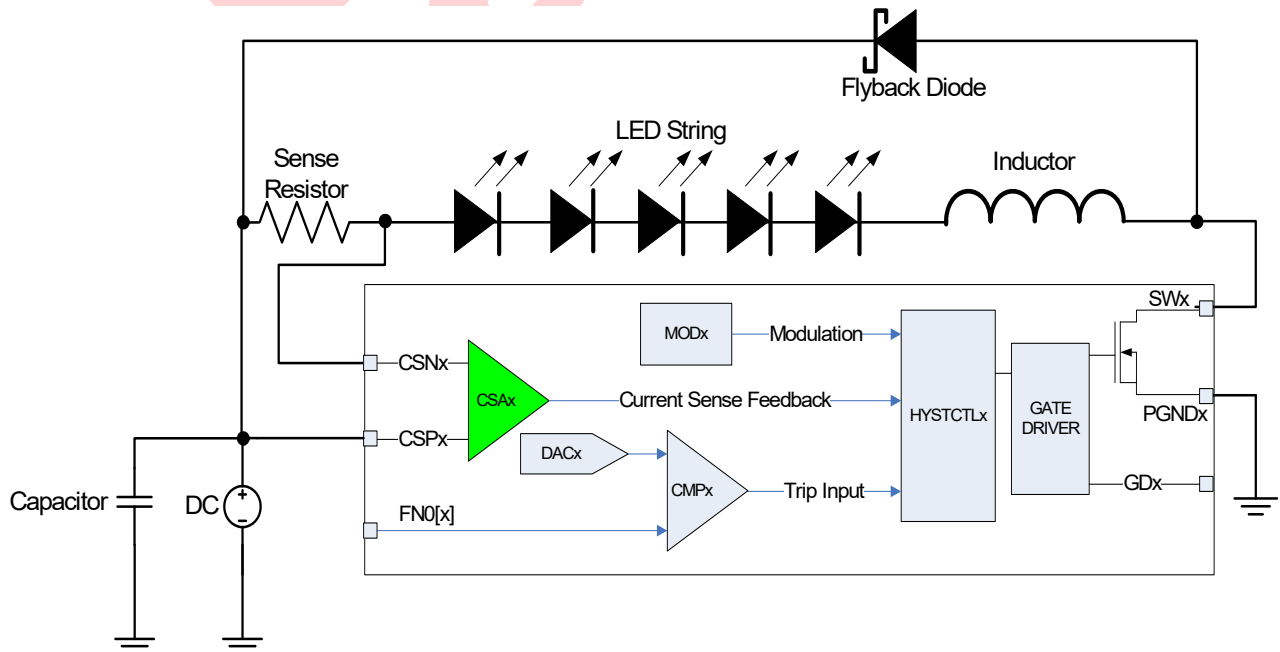 Flyback Diode
LED String
Sense
Resistor
Inductor
SWx
MODx
Modulation
CSNx
CSAx
Current Sense Feedback
HYSTCTLx
GATE
DRIVER
PGNDx
CSPx
DACx
CMPx
Trip Input
GDx
Capacitor
DC
FN0[x]